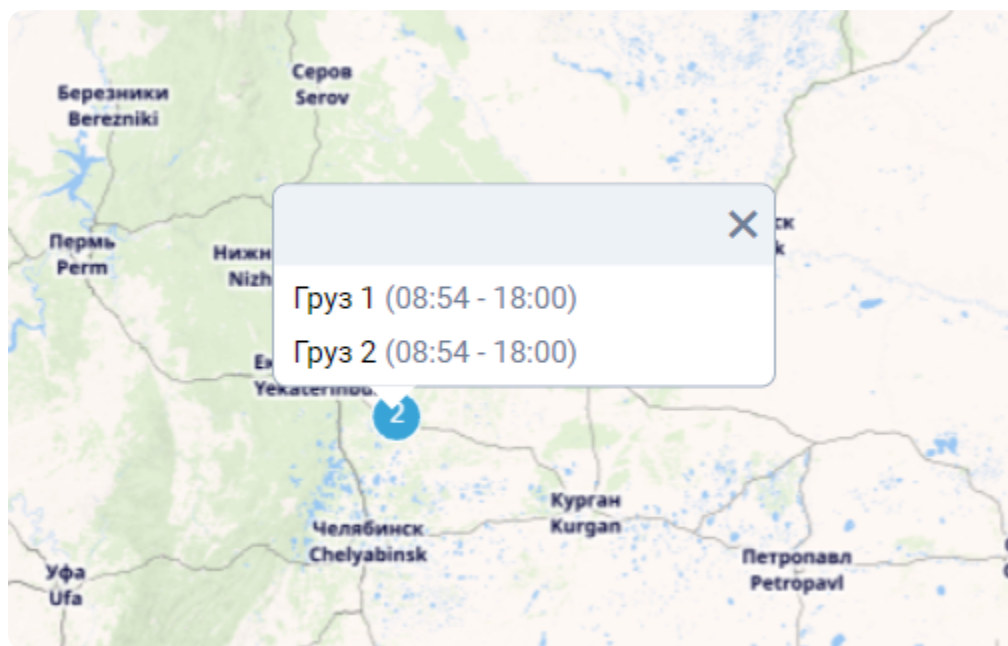 Серов
Serov
Березники
Berezniki
Пермь
Perm
Груз 1 (08:54 - 18:00)
Груз 2 (08:54 - 18:00)
2
Курган
Kurgan
Челябинск
Chelyabinsk
Петропавл
Petropavl
Уфа
Ufa